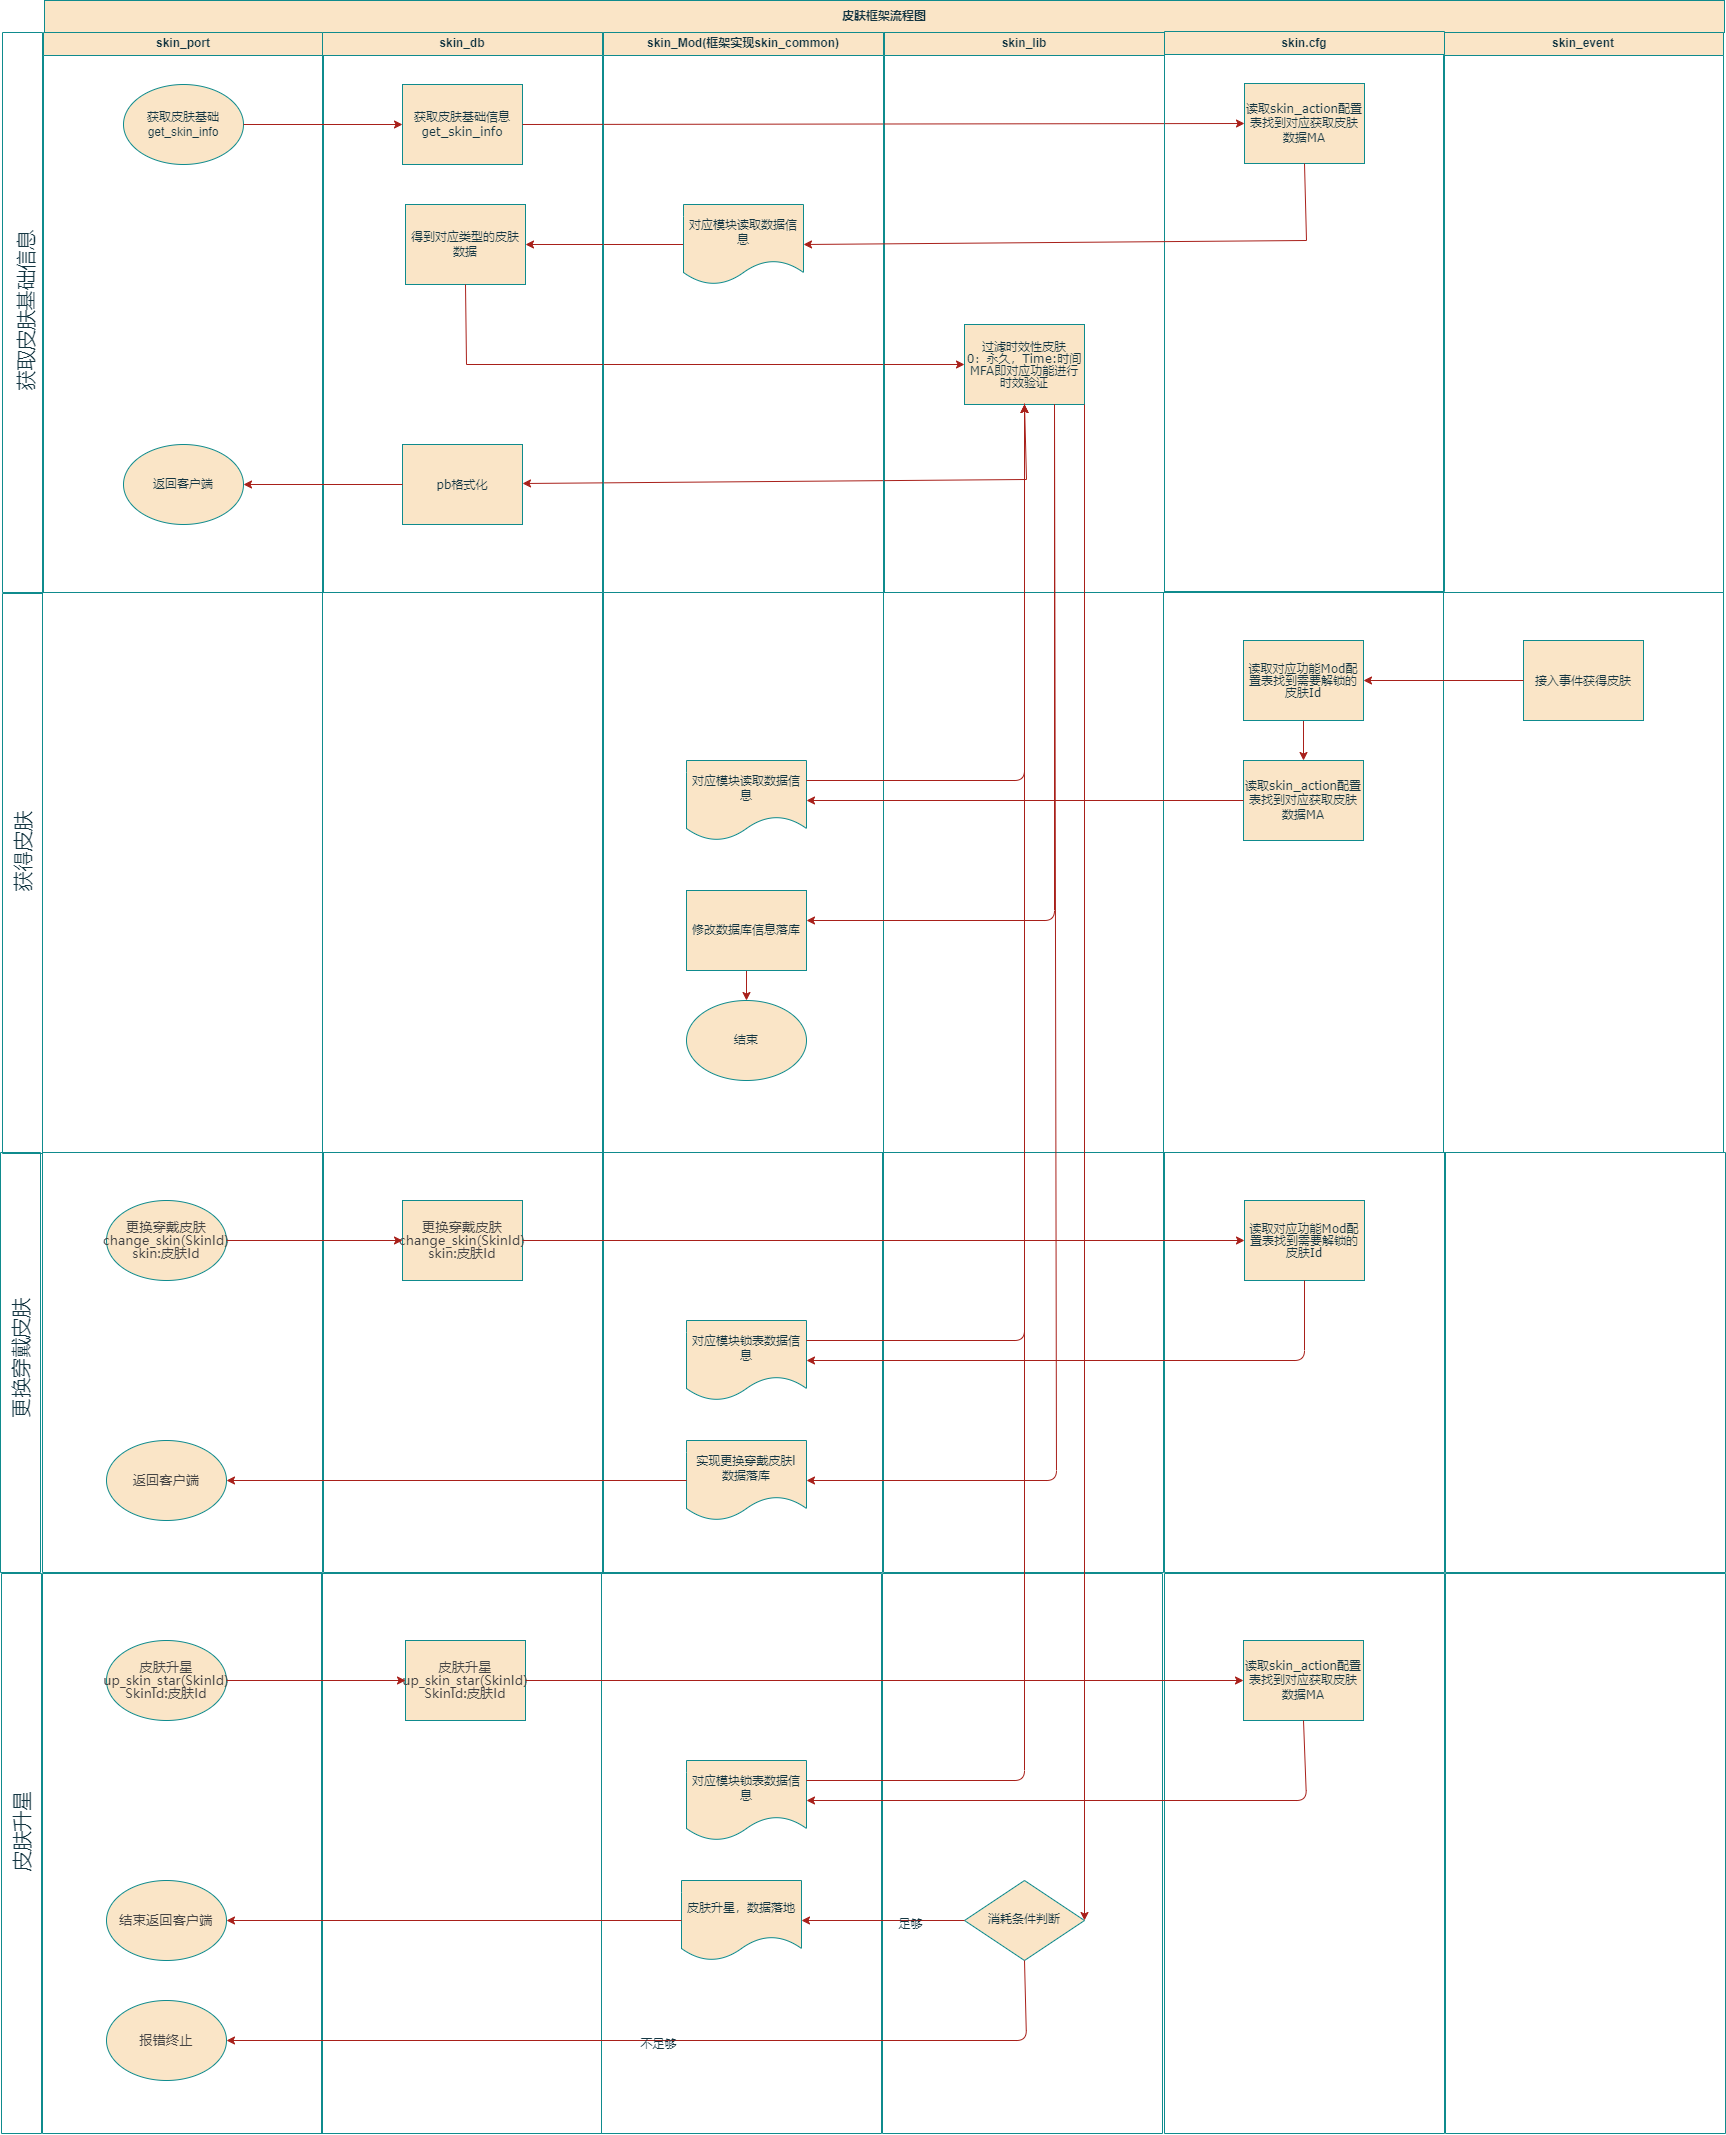 皮肤框架流程图
skin_port
skin_db
skin_Mod(框架实现skin_common)
skin_lib
skin.cfg
skin_event
获取皮肤基础信息
获取皮肤基础
get_skin_info
获取皮肤基础信息
get_skin_info
读取skin_action配置
表找到对应获取皮肤
数据MA
得到对应类型的皮肤
数据
对应模块读取数据信
息
过滤时效性皮肤
0：永久，Time:时间
MFA即对应功能进行
时效验证
返回客户端
pb格式化
获得皮肤
读取对应功能Mod配
置表找到需要解锁的
皮肤Id
接入事件获得皮肤
对应模块读取数据信
息
读取skin_action配置
表找到对应获取皮肤
数据MA
修改数据库信息落库
结束
更换穿戴皮肤
更换穿戴皮肤
change_skin(SkinId)
skin:皮肤Id
更换穿戴皮肤
change_skin(SkinId)
skin:皮肤Id
读取对应功能Mod配
置表找到需要解锁的
皮肤Id
对应模块锁表数据信
息
返回客户端
实现更换穿戴皮肤I
数据落库
皮肤升星
皮肤升星
up_skin_star(SkinId)
SkinId:皮肤Id
皮肤升星
up_skin_star(SkinId)
SkinId:皮肤Id
读取skin_action配置
表找到对应获取皮肤
数据MA
对应模块锁表数据信
息
结束返回客户端
皮肤升星，数据落地
足够
消耗条件判断
报错终止
不足够